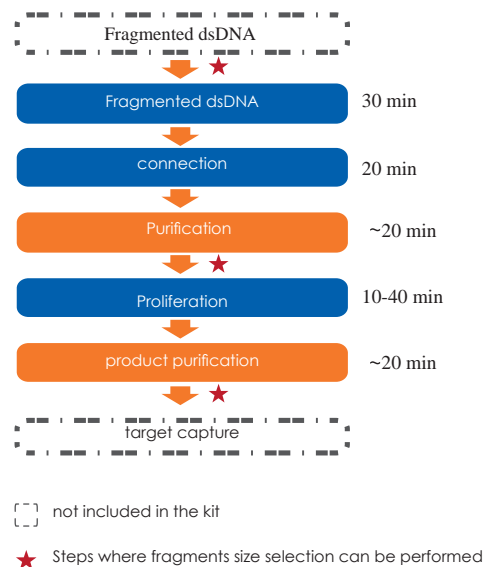 Fragmented dsDNA
Fragmented dsDNA 30 min
connection 20 min
Purification ~20 min
Proliferation 10-40 min
product purification ~20 min
target capture
not included in the kit
Steps where fragments size selection can be performed